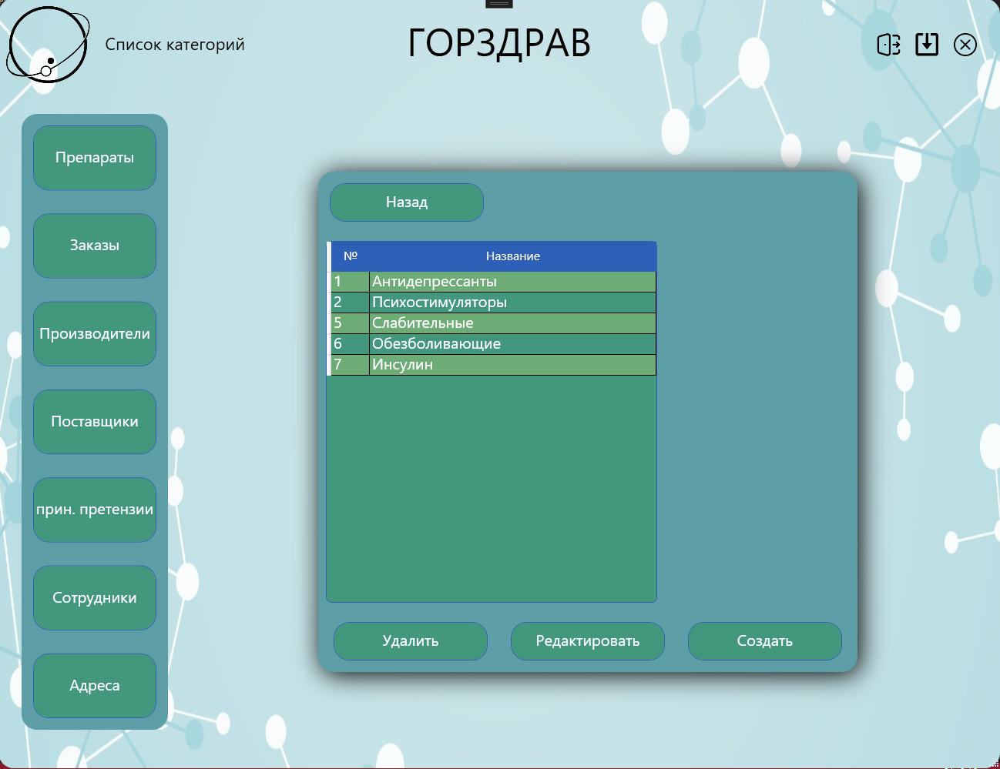 Список категорий
ГОРЗДРАВ
Препараты
Заказы
Производители
Поставщики
прин. претензии
Сотрудники
Адреса
Назад
№ Название
1 Антидепрессанты
2 Психостимуляторы
5 Слабительные
6 Обезболивающие
7 Инсулин
Удалить Редактировать Создать